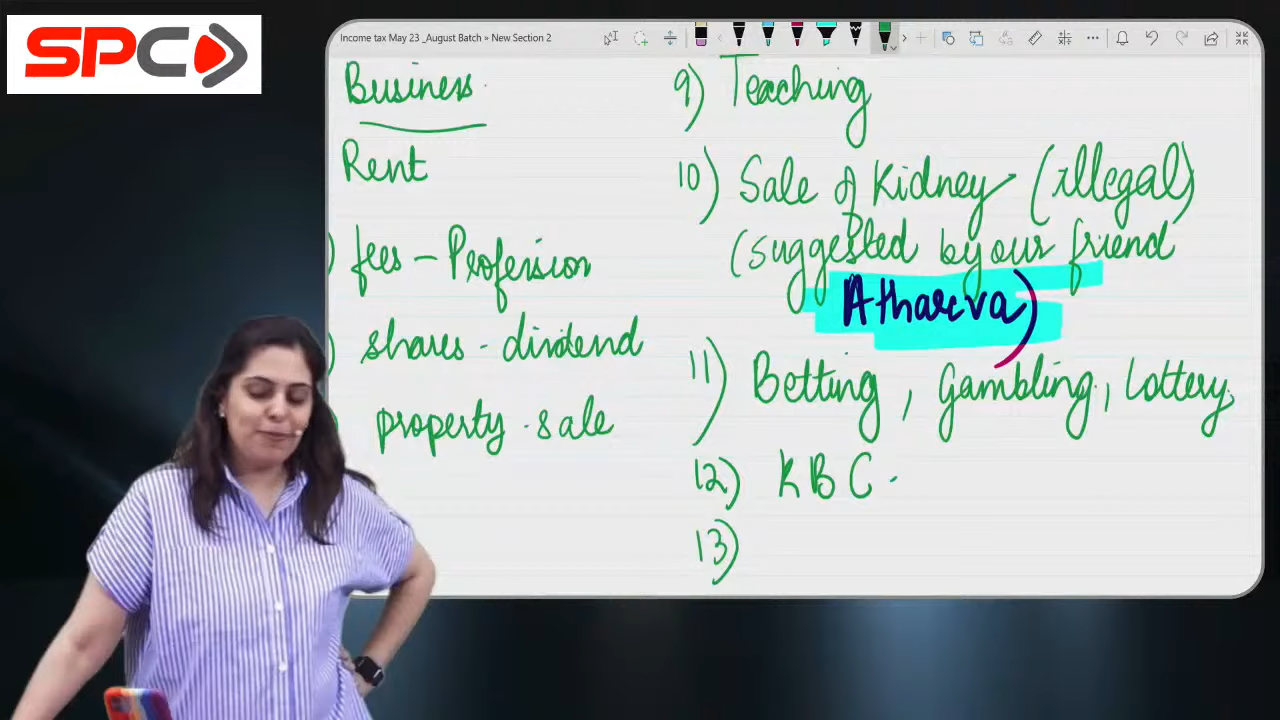 SPC
Income tax May 23 _August Batch » New Section 2
Business
Rent
) fees - Profession
) shares - dividend
property - sale
9) Teaching
10) Sale of Kidney (illegal)
(suggested by our friend
Atharva)
11) Betting, Gambling, Lottery
12) KBC
13)